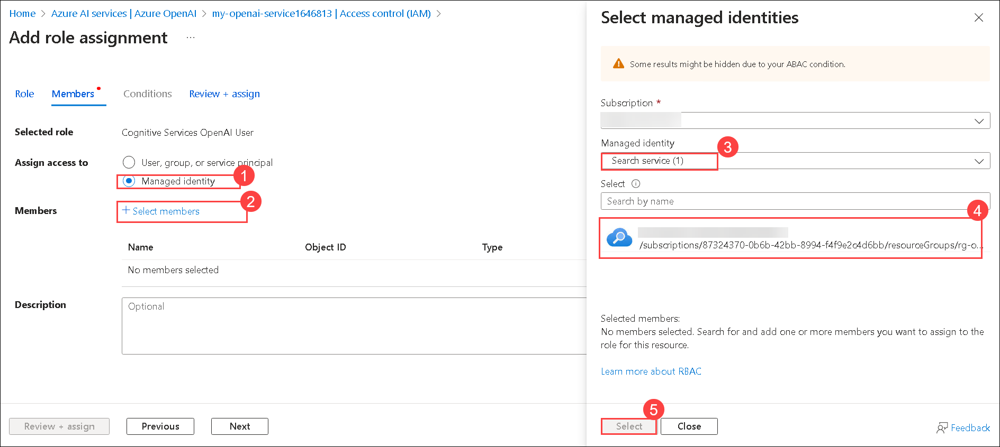 Home > Azure AI services | Azure OpenAI > my-openai-service1646813 | Access control (IAM) >
Add role assignment ...
Role Members Conditions Review + assign
Selected role Cognitive Services OpenAI User
Assign access to User, group, or service principal
Managed identity 1
Members + Select members 2
Name Object ID Type
No members selected
Description Optional
Review + assign Previous Next
Select managed identities
Some results might be hidden due to your ABAC condition.
Subscription *
Managed identity 3
Search service (1)
Select
Search by name
4
/subscriptions/87324370-0b6b-42bb-8994-f4f9e2c4d6bb/resourceGroups/rg-o...
Selected members:
No members selected. Search for and add one or more members you want to assign to the
role for this resource.
Learn more about RBAC
5
Select Close Feedback